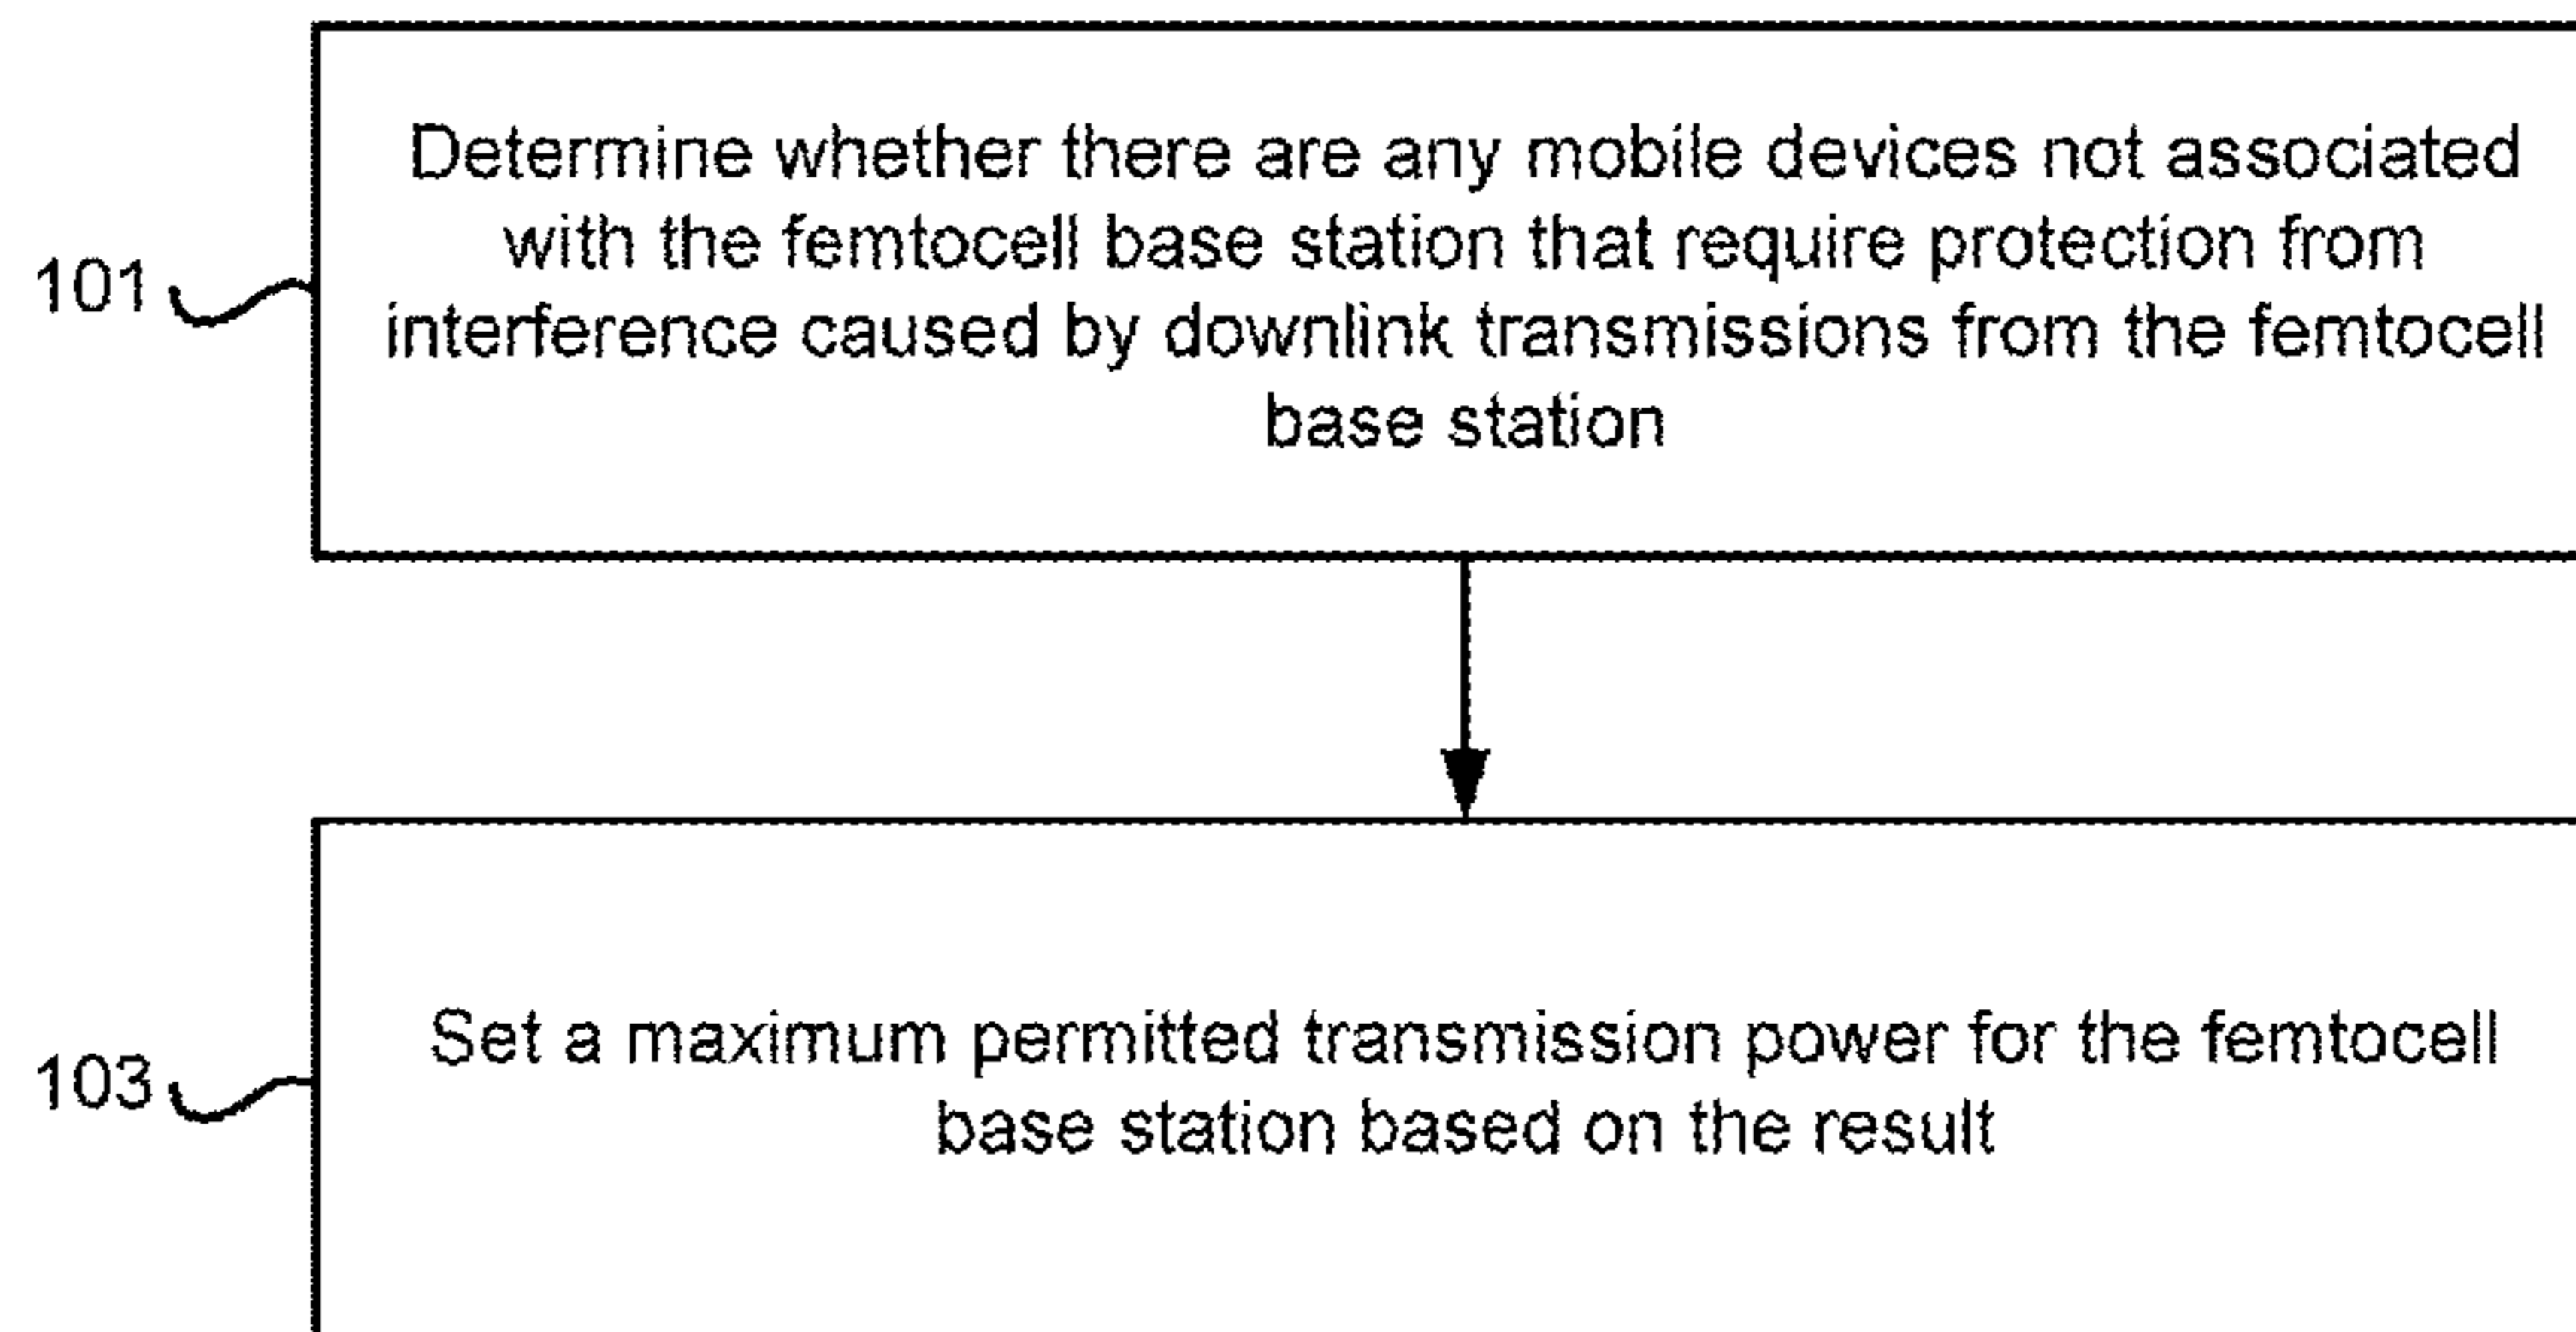 Determine whether there are any mobile devices not associated
with the femtocell base station that require protection from
interference caused by downlink transmissions from the femtocell
base station
101
Set a maximum permitted transmission power for the femtocell
base station based on the result
103